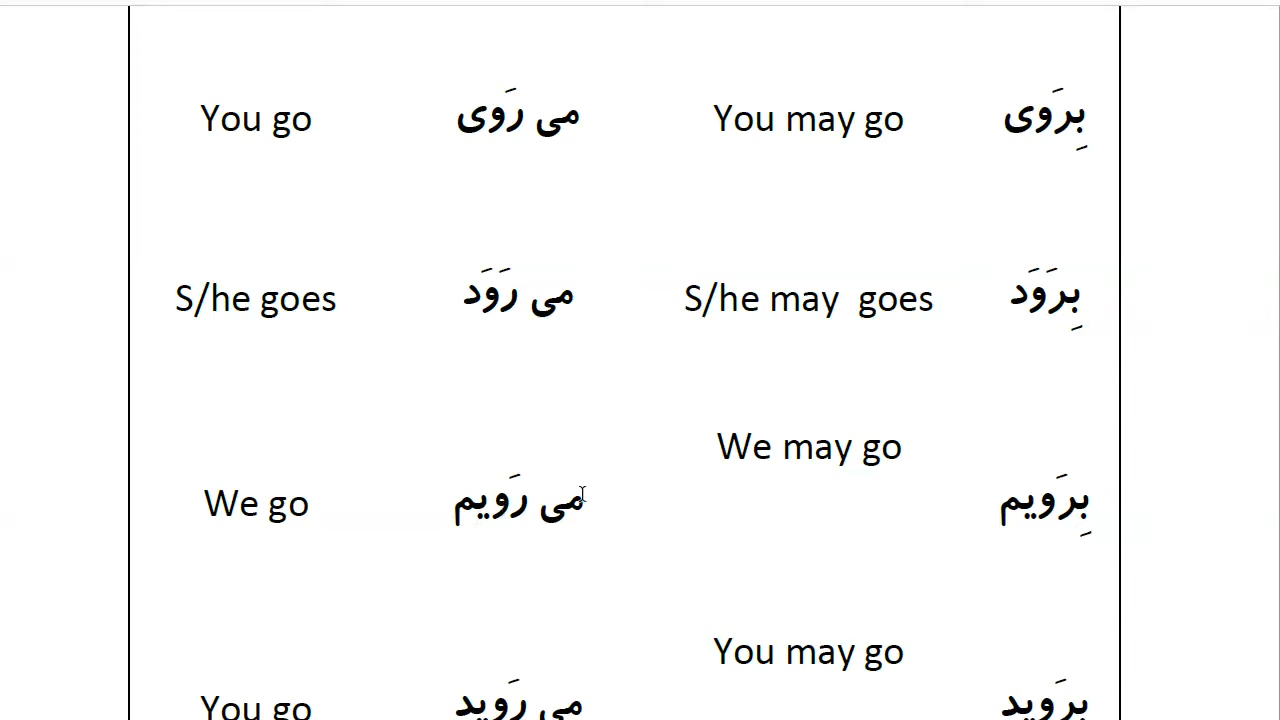 You go می رَوی You may go بِرَوی
S/he goes می رَوَد S/he may  goes بِرَوَد
We may go
We go می رَویم بِرَویم
You may go
You go می رَوید برَوید